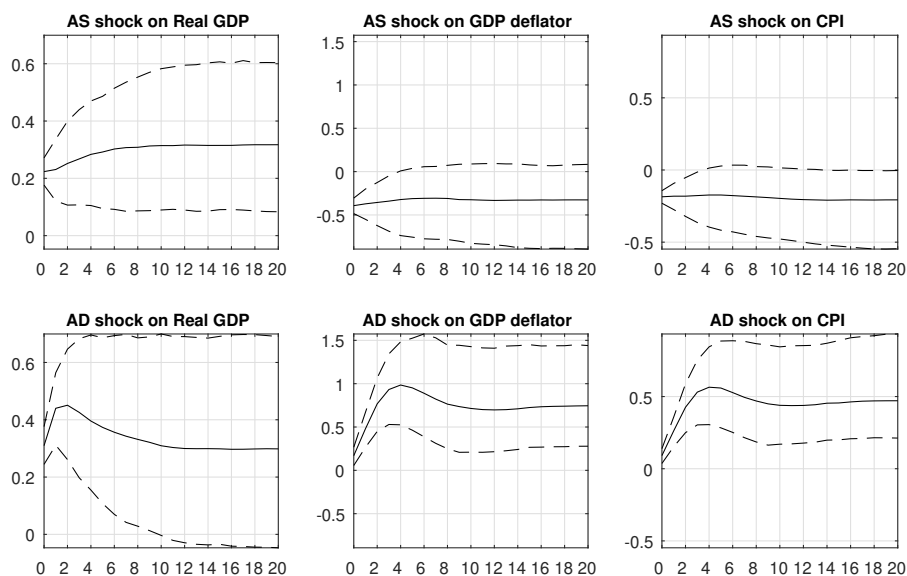 AS shock on Real GDP
0.6
0.4
0.2
0
0 2 4 6 8 10 12 14 16 18 20
AS shock on GDP deflator
1.5
1
0.5
0
-0.5
0 2 4 6 8 10 12 14 16 18 20
AS shock on CPI
0.5
0
-0.5
0 2 4 6 8 10 12 14 16 18 20
AD shock on Real GDP
0.6
0.4
0.2
0
0 2 4 6 8 10 12 14 16 18 20
AD shock on GDP deflator
1.5
1
0.5
0
-0.5
0 2 4 6 8 10 12 14 16 18 20
AD shock on CPI
0.5
0
-0.5
0 2 4 6 8 10 12 14 16 18 20